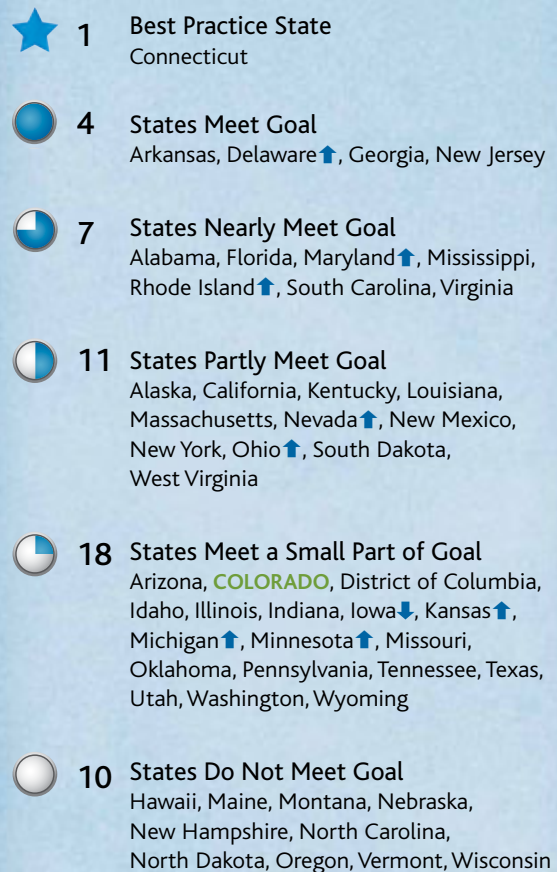 1 Best Practice State
Connecticut
4 States Meet Goal
Arkansas, Delaware⬆, Georgia, New Jersey
7 States Nearly Meet Goal
Alabama, Florida, Maryland⬆, Mississippi,
Rhode Island⬆, South Carolina, Virginia
11 States Partly Meet Goal
Alaska, California, Kentucky, Louisiana,
Massachusetts, Nevada⬆, New Mexico,
New York, Ohio⬆, South Dakota,
West Virginia
18 States Meet a Small Part of Goal
Arizona, COLORADO, District of Columbia,
Idaho, Illinois, Indiana, Iowa⬇, Kansas⬆,
Michigan⬆, Minnesota⬆, Missouri,
Oklahoma, Pennsylvania, Tennessee, Texas,
Utah, Washington, Wyoming
10 States Do Not Meet Goal
Hawaii, Maine, Montana, Nebraska,
New Hampshire, North Carolina,
North Dakota, Oregon, Vermont, Wisconsin